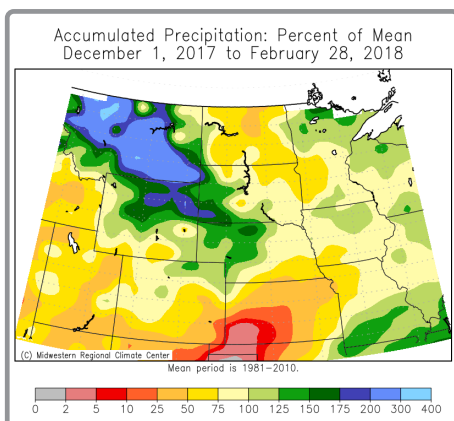 Accumulated Precipitation: Percent of Mean
December 1, 2017 to February 28, 2018
(C) Midwestern Regional Climate Center
Mean period is 1981-2010.
0 2 5 10 25 50 75 100 125 150 175 200 300 400